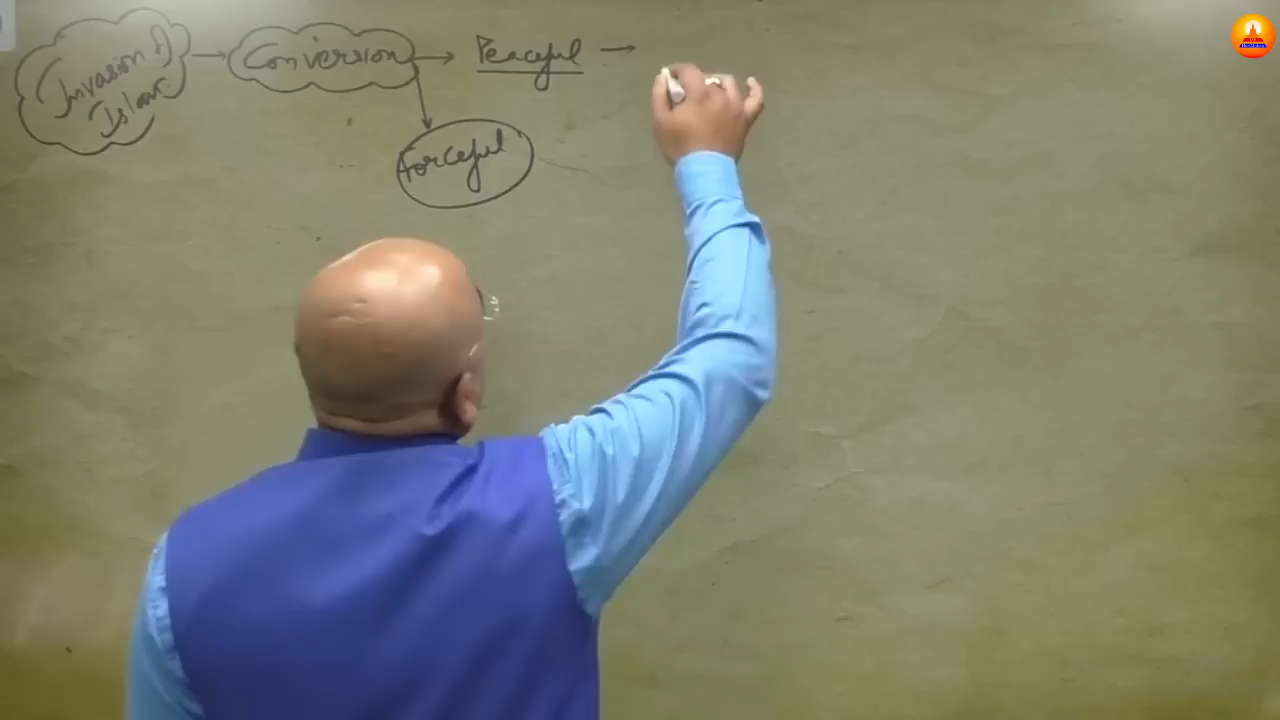 Invasion of
Islam
→ Conversion → Peaceful →
Forceful